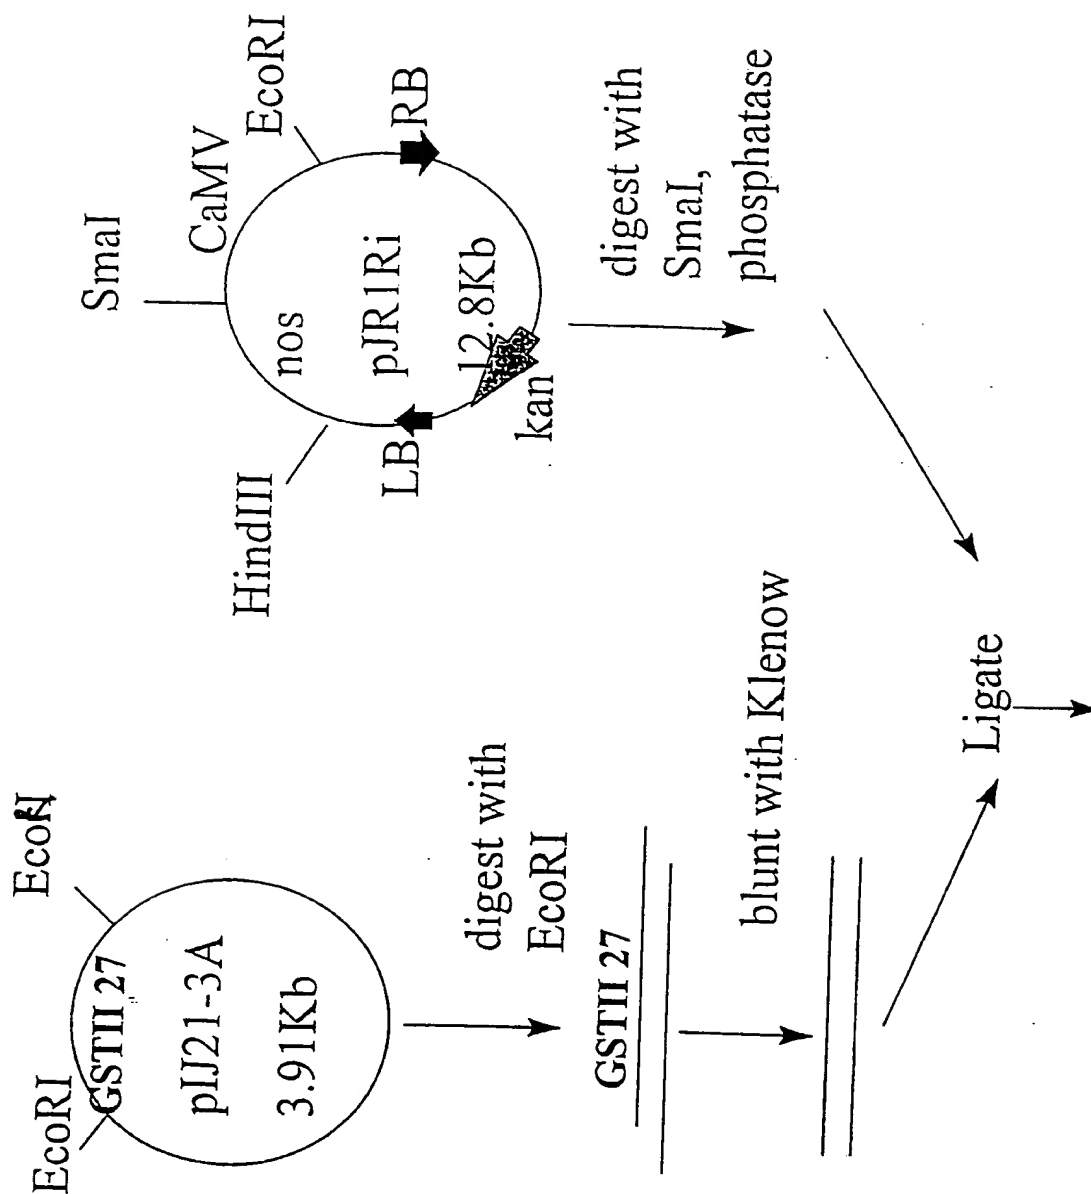 EcoRI
EcoRI
GSTII 27
pIJ21-3A
3.91Kb
digest with
EcoRI
GSTII 27
blunt with Klenow
SmaI
CaMV
EcoRI
HindIII
nos
pJR1Ri
12.8Kb
LB
RB
kan
digest with
SmaI,
phosphatase
Ligate